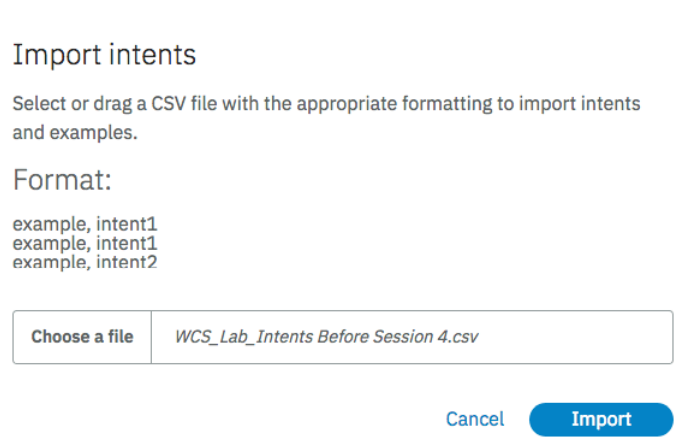 Import intents
Select or drag a CSV file with the appropriate formatting to import intents
and examples.
Format:
example, intent1
example, intent1
example, intent2
Choose a file WCS_Lab_Intents Before Session 4.csv
Cancel Import